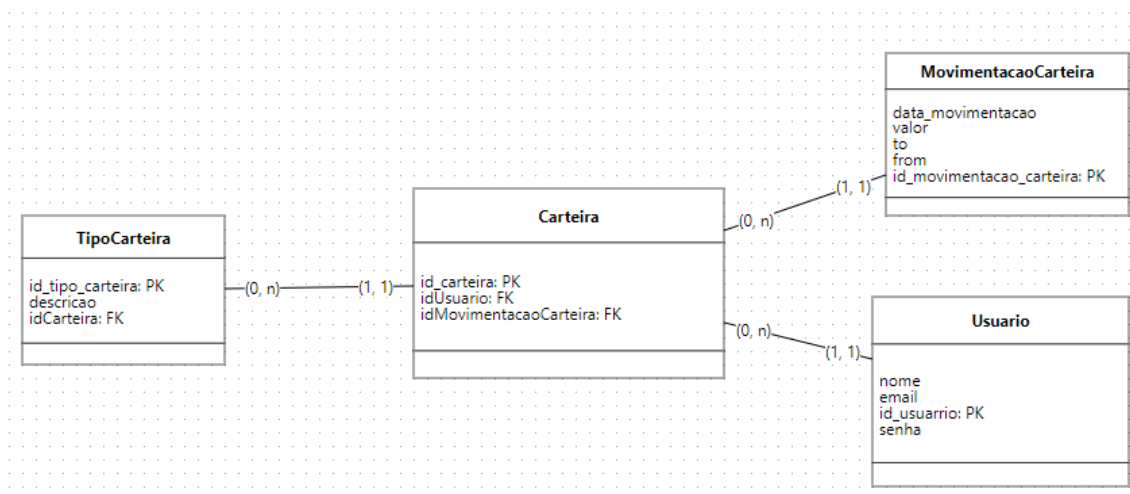 MovimentacaoCarteira
data_movimentacao
valor
to
from
id_movimentacao_carteira: PK
(1, 1)
(0, n)
Carteira
id_carteira: PK
idUsuario: FK
idMovimentacaoCarteira: FK
TipoCarteira
id_tipo_carteira: PK
descricao
idCarteira: FK
(0, n)
(1, 1)
(0, n)
(1, 1)
Usuario
nome
email
id_usuarrio: PK
senha